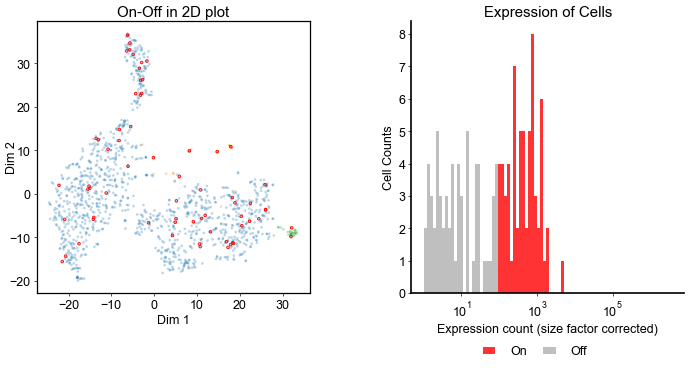 On-Off in 2D plot
Expression of Cells
Dim 2
30
20
10
0
−10
−20
−20 −10 0 10 20 30
Dim 1
Cell Counts
8
7
6
5
4
3
2
1
0
10^1 10^3 10^5
Expression count (size factor corrected)
On Off